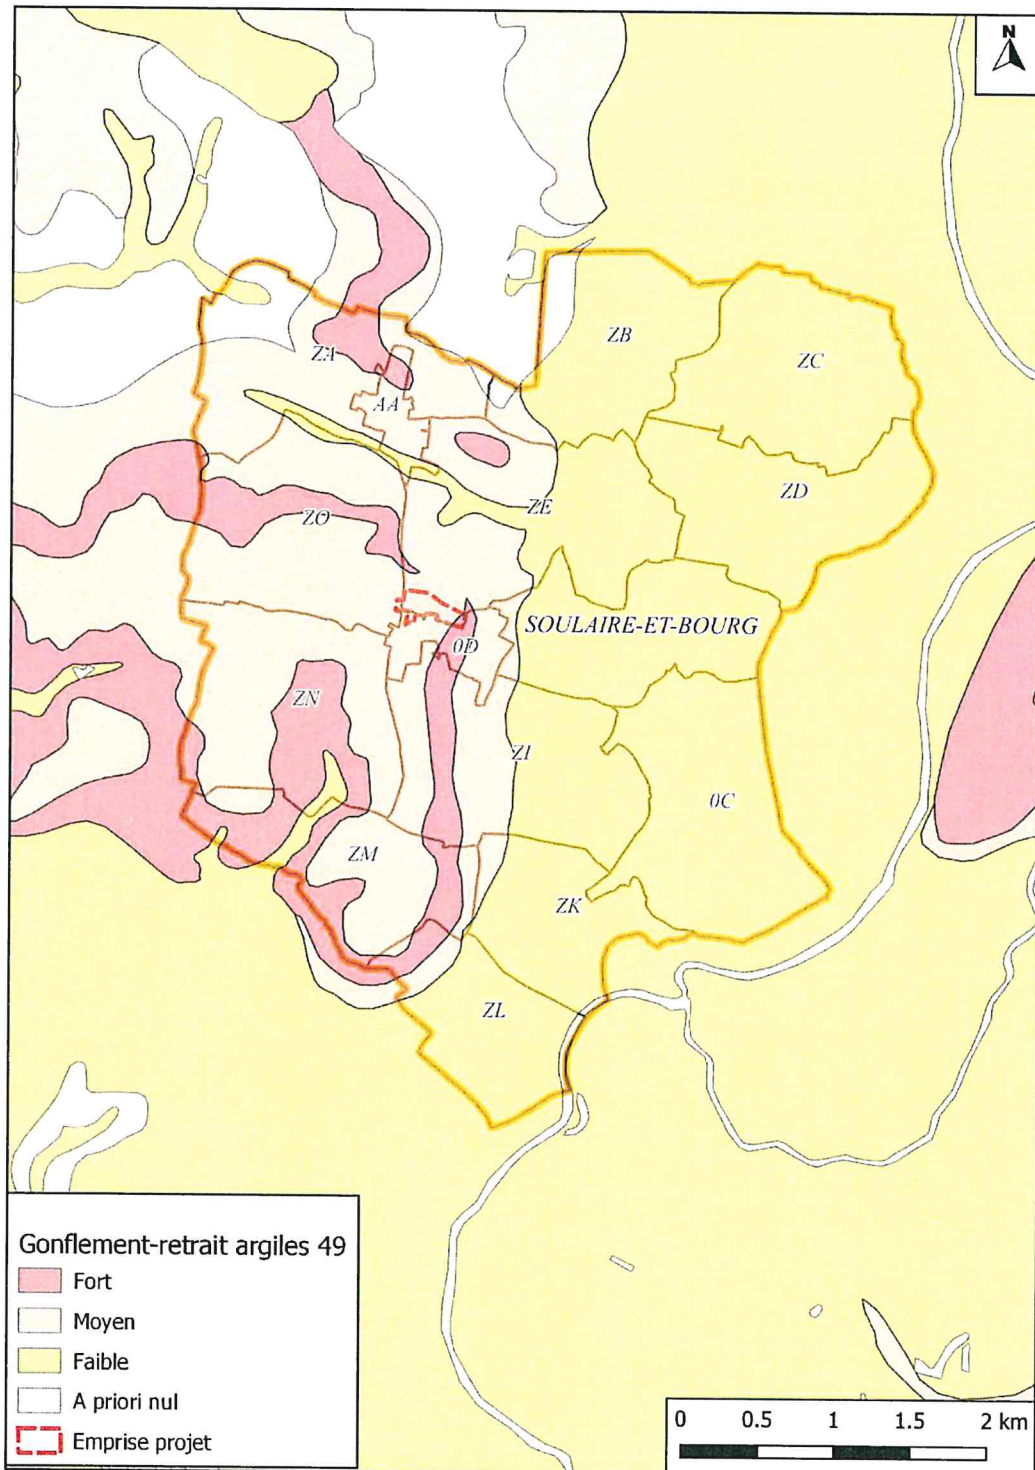 N
ZB
ZC
ZA
AA
ZD
ZE
ZO
SOULAIRE-ET-BOURG
0D
ZN
ZI
0C
ZM
ZK
ZL
Gonflement-retrait argiles 49
Fort
Moyen
Faible
A priori nul
Emprise projet
0 0.5 1 1.5 2 km